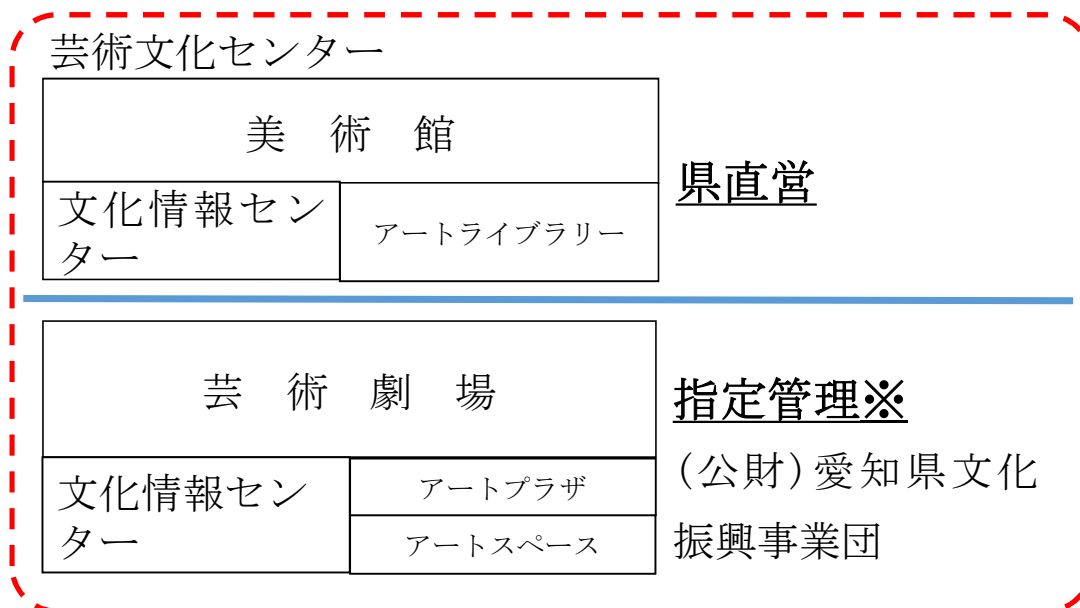 芸術文化センター
美　術　館
県直営
文化情報セン
ター
アートライブラリー
芸　術　劇　場
指定管理※
(公財)愛知県文化
振興事業団
文化情報セン
ター
アートプラザ
アートスペース